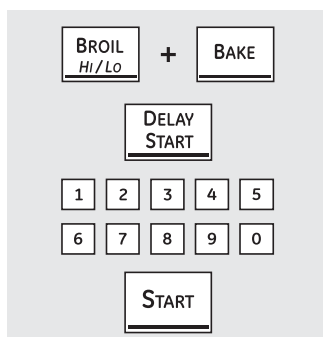 BROIL + BAKE
HI/LO
DELAY
START
1 2 3 4 5
6 7 8 9 0
START